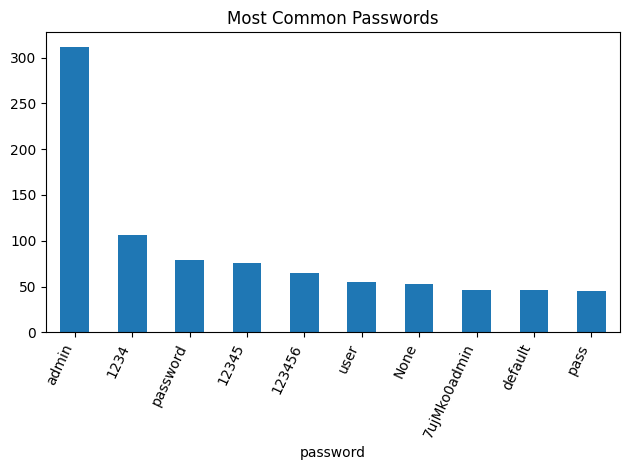 Most Common Passwords
300
250
200
150
100
50
0
admin
1234
password
12345
123456
user
None
7ujMko0admin
default
pass
password